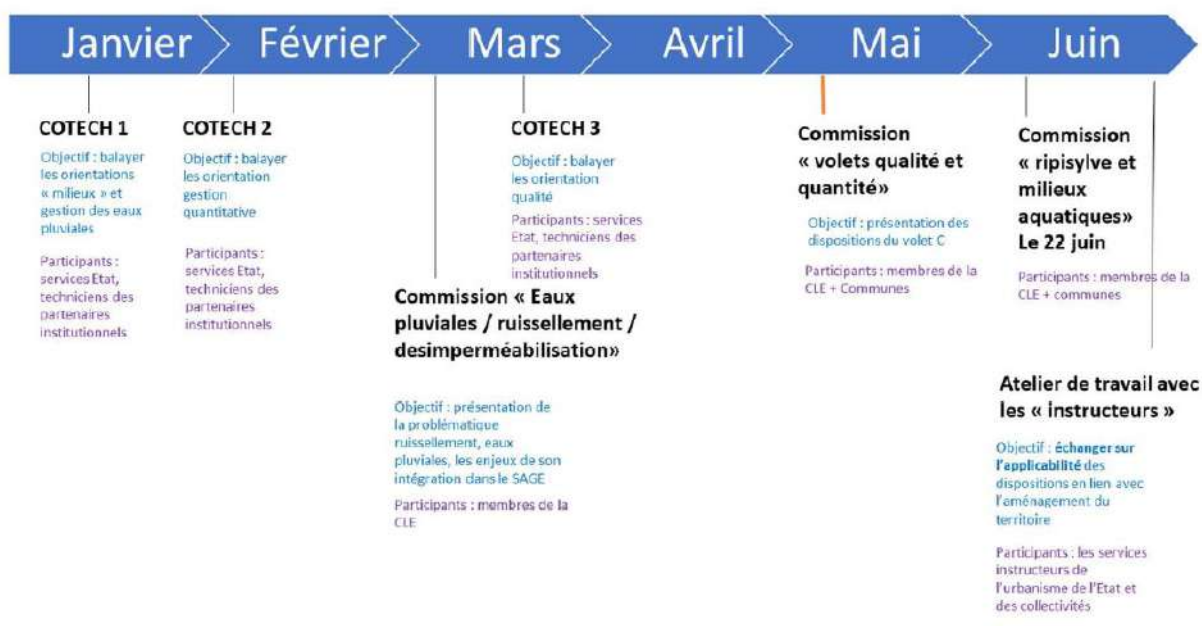 Janvier
Février
Mars
Avril
Mai
Juin
COTECH 1
Objectif : balayer
les orientations
« milieux » et
gestion des eaux
pluviales
Participants :
services Etat,
techniciens des
partenaires
institutionnels
COTECH 2
Objectif : balayer
les orientation
gestion
quantitative
Participants :
services Etat,
techniciens des
partenaires
institutionnels
Commission « Eaux
pluviales / ruissellement /
desimperméabilisation»
Objectif : présentation de
la problématique
ruissellement, eaux
pluviales, les enjeux de son
intégration dans le SAGE
Participants : membres de la
CLE
COTECH 3
Objectif : balayer
les orientation
qualité
Participants : services
Etat, techniciens des
partenaires
institutionnels
Commission
« volets qualité et
quantité»
Objectif : présentation des
dispositions du volet C
Participants : membres de la
CLE + Communes
Commission
« ripisylve et
milieux
aquatiques»
Le 22 juin
Participants : membres de la
CLE + communes
Atelier de travail avec
les « instructeurs »
Objectif : échanger sur
l'applicabilité des
dispositions en lien avec
l'aménagement du
territoire
Participants : les services
instructeurs de
l'urbanisme de l'Etat et
des collectivités